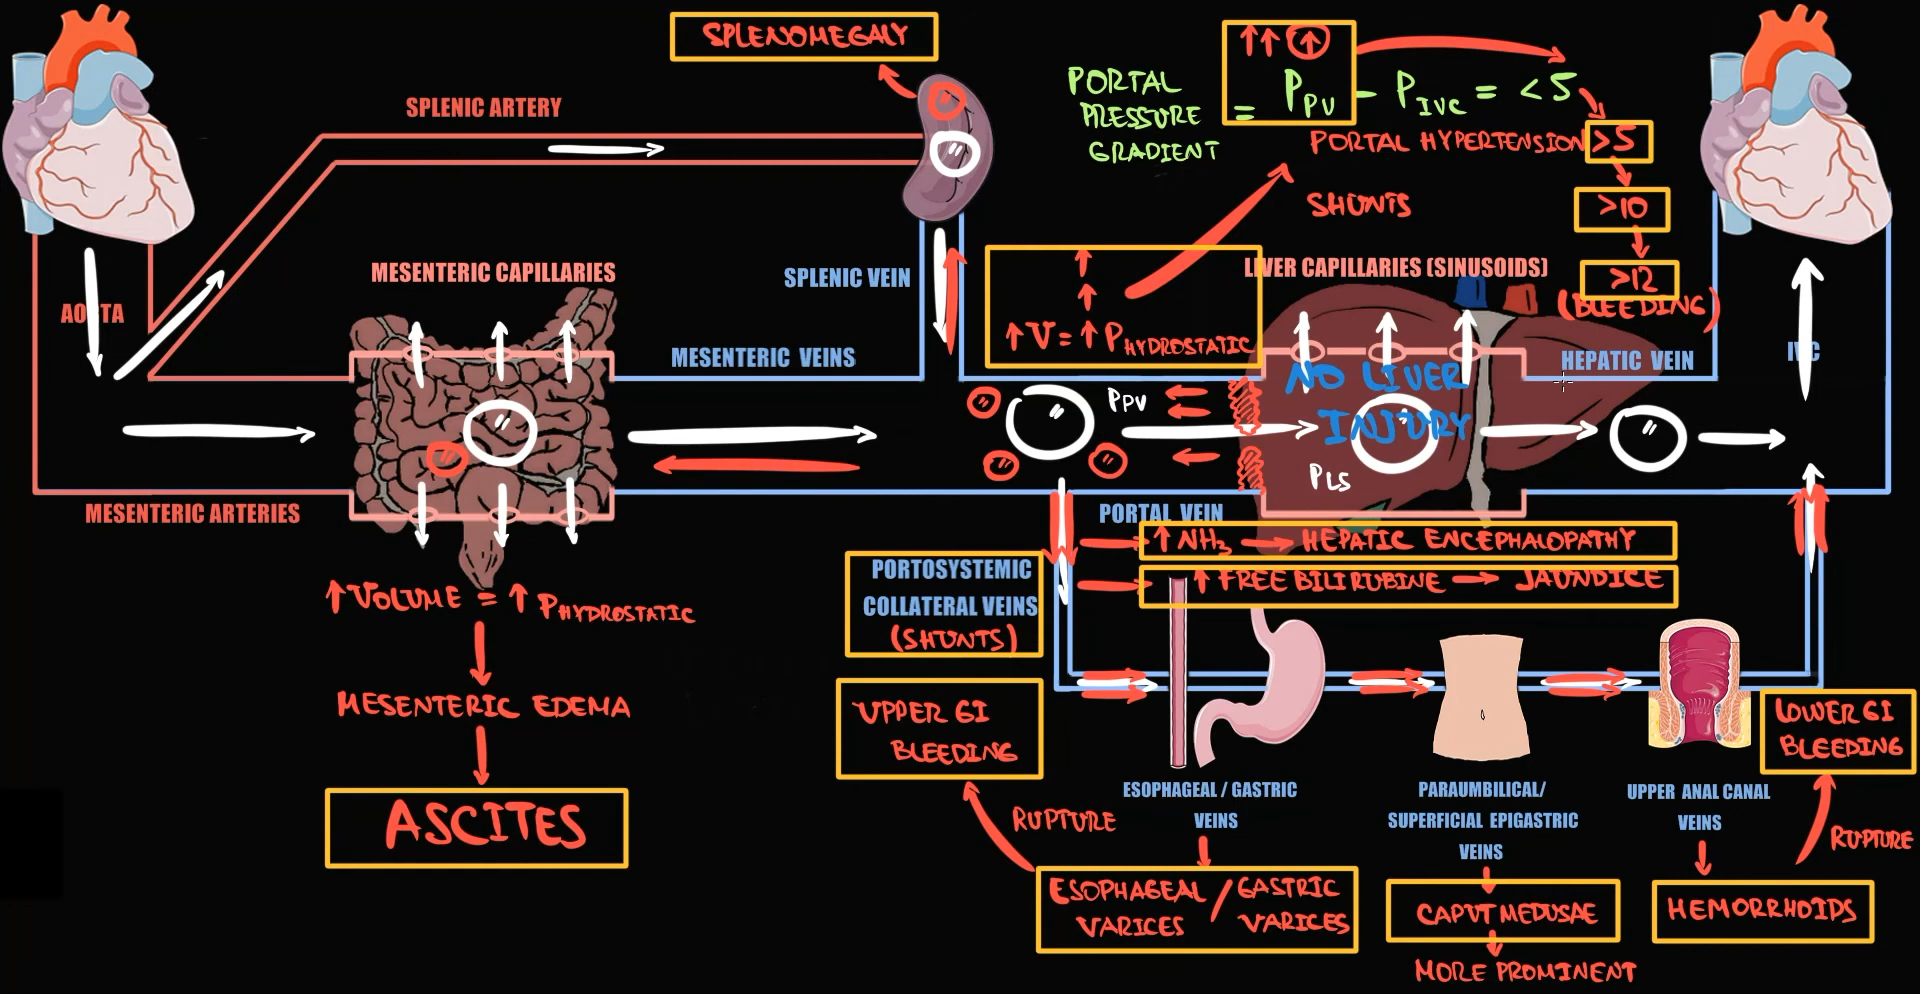 SPLENOMEGALY
SPLENIC ARTERY
PORTAL
PRESSURE
GRADIENT
↑↑↑
= PPV - PIVC = <5
PORTAL HYPERTENSION >5
>10
>12
(BLEEDING)
SHUNTS
AORTA
MESENTERIC CAPILLARIES
SPLENIC VEIN
LIVER CAPILLARIES (SINUSOIDS)
↑V = ↑PHYDROSTATIC
MESENTERIC VEINS
HEPATIC VEIN
IVC
NO LIVER
INJURY
PPV
PLS
MESENTERIC ARTERIES
PORTAL VEIN
↑NH3 → HEPATIC ENCEPHALOPATHY
↑FREE BILIRUBINE → JAUNDICE
PORTOSYSTEMIC
COLLATERAL VEINS
(SHUNTS)
↑VOLUME = ↑PHYDROSTATIC
MESENTERIC EDEMA
ASCITES
UPPER GI
BLEEDING
LOWER GI
BLEEDING
RUPTURE
ESOPHAGEAL / GASTRIC
VEINS
PARAUMBILICAL/
SUPERFICIAL EPIGASTRIC
VEINS
UPPER ANAL CANAL
VEINS
RUPTURE
ESOPHAGEAL / GASTRIC
VARICES VARICES
CAPUT MEDUSAE
HEMORRHOIDS
MORE PROMINENT